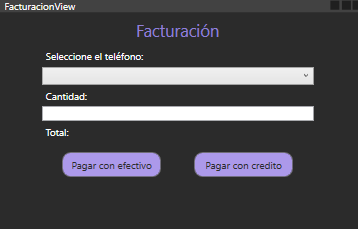 FacturacionView
Facturación
Seleccione el teléfono:
Cantidad:
Total:
Pagar con efectivo
Pagar con credito